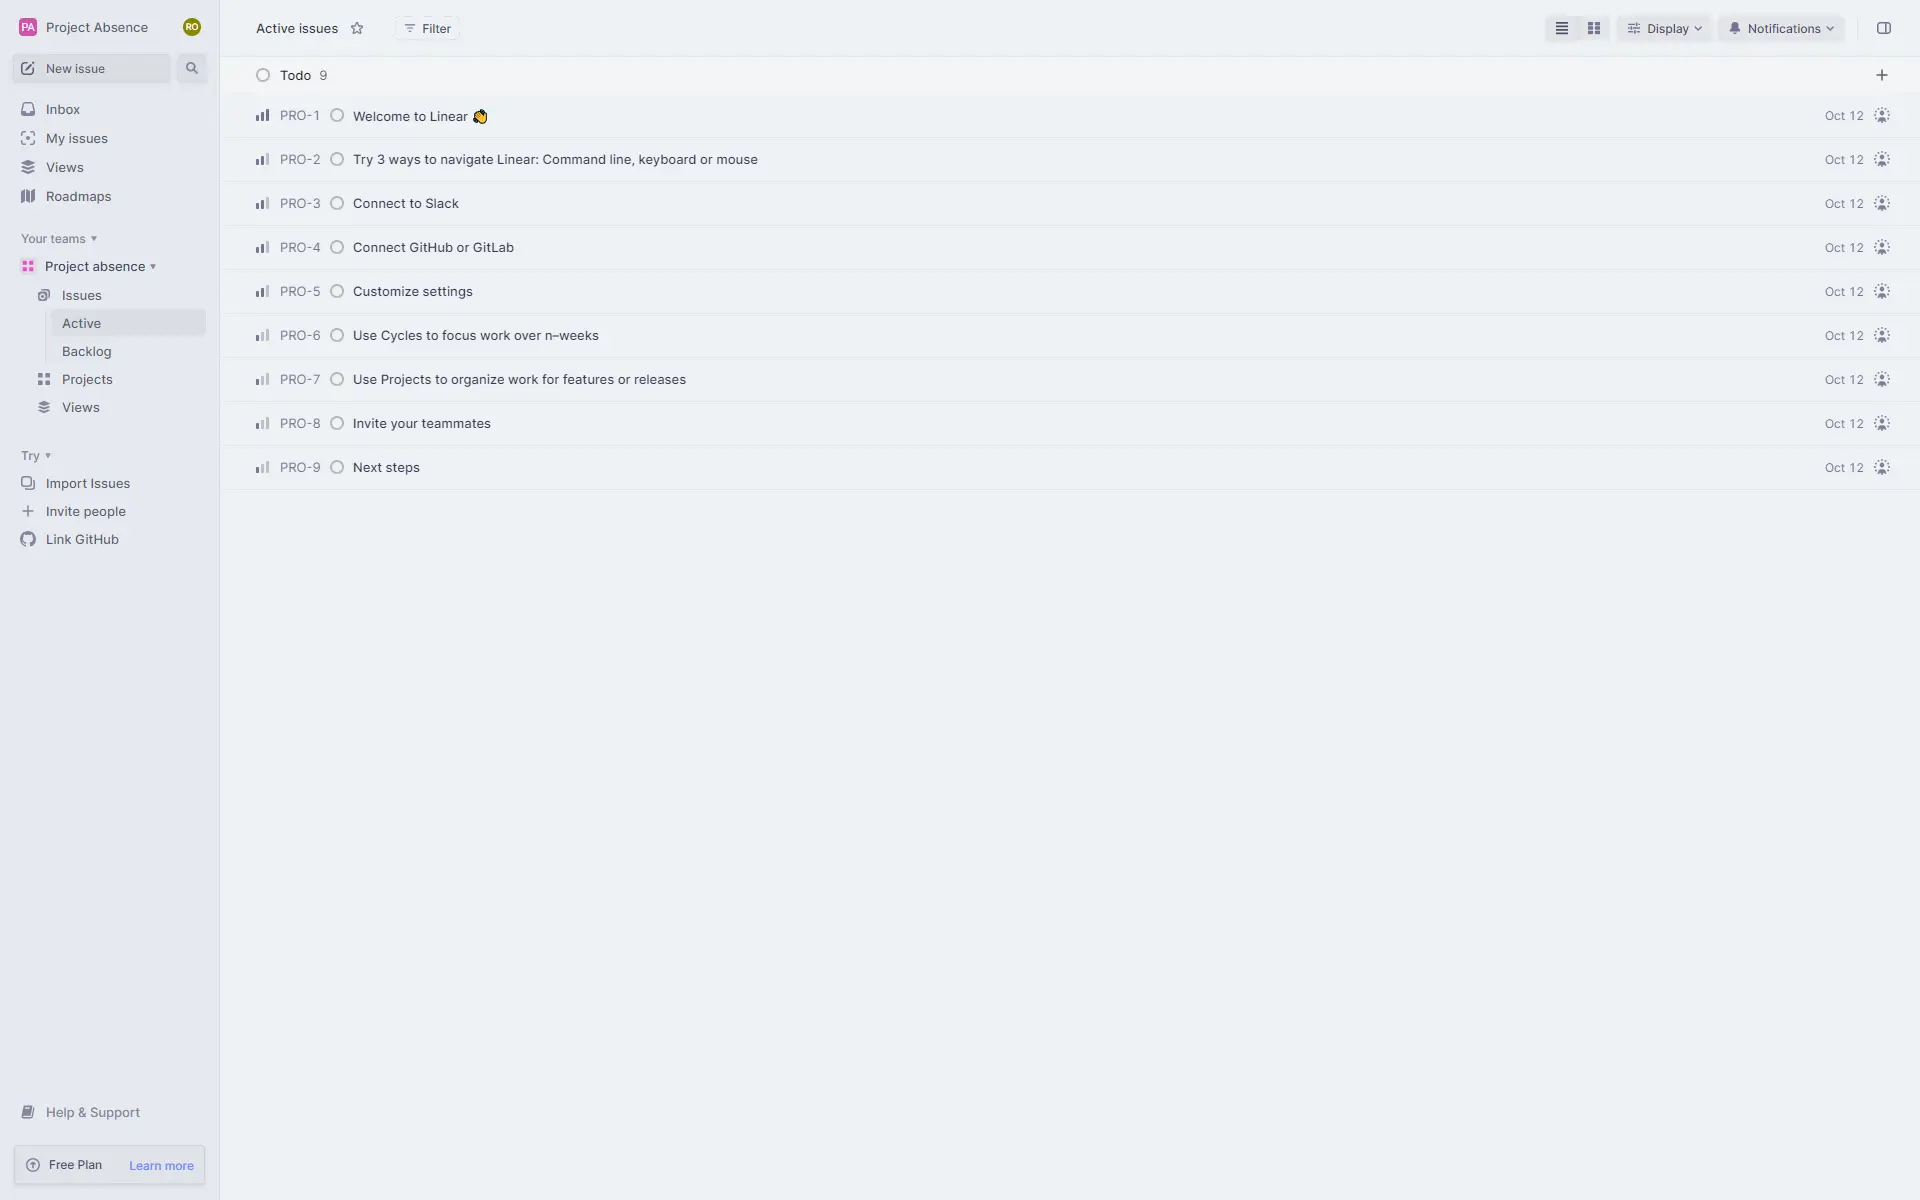 PA Project Absence RO
New issue
Inbox
My issues
Views
Roadmaps
Your teams
Project absence
Issues
Active
Backlog
Projects
Views
Try
Import Issues
Invite people
Link GitHub
Help & Support
Free Plan Learn more
Active issues Filter Display Notifications
Todo 9
PRO-1 Welcome to Linear 👏 Oct 12
PRO-2 Try 3 ways to navigate Linear: Command line, keyboard or mouse Oct 12
PRO-3 Connect to Slack Oct 12
PRO-4 Connect GitHub or GitLab Oct 12
PRO-5 Customize settings Oct 12
PRO-6 Use Cycles to focus work over n–weeks Oct 12
PRO-7 Use Projects to organize work for features or releases Oct 12
PRO-8 Invite your teammates Oct 12
PRO-9 Next steps Oct 12